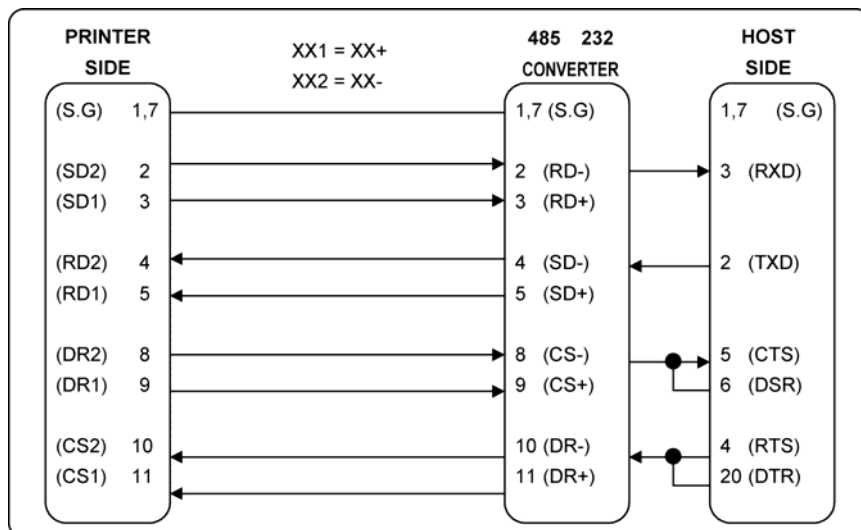 PRINTER SIDE
XX1 = XX+
XX2 = XX-
485 232
CONVERTER
HOST SIDE
(S.G) 1,7 1,7 (S.G) 1,7 (S.G)
(SD2) 2 2 (RD-) 3 (RXD)
(SD1) 3 3 (RD+)
(RD2) 4 4 (SD-) 2 (TXD)
(RD1) 5 5 (SD+)
(DR2) 8 8 (CS-) 5 (CTS)
(DR1) 9 9 (CS+) 6 (DSR)
(CS2) 10 10 (DR-) 4 (RTS)
(CS1) 11 11 (DR+) 20 (DTR)